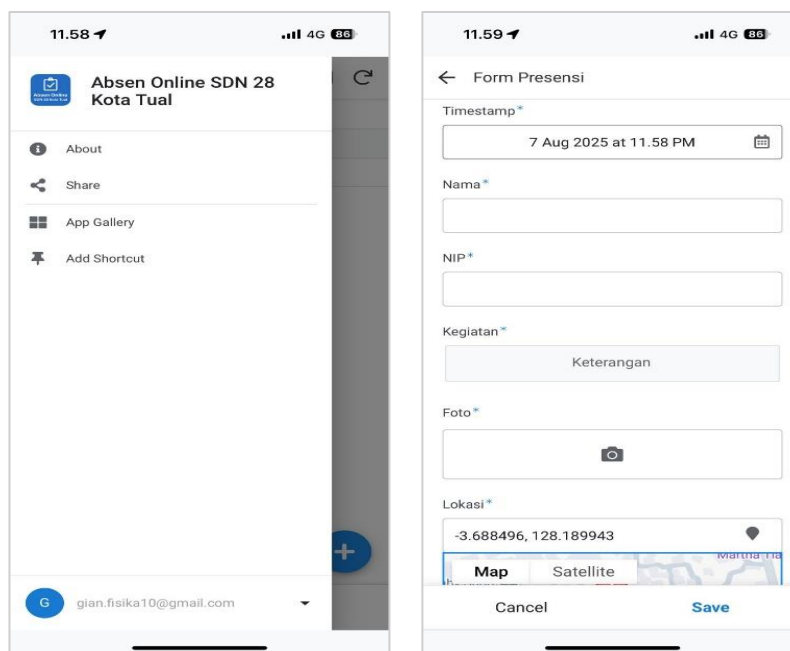 11.58
4G 86
Absen Online SDN 28
Kota Tual
About
Share
App Gallery
Add Shortcut
G
gian.fisika10@gmail.com
11.59
4G 86
Form Presensi
Timestamp*
7 Aug 2025 at 11.58 PM
Nama*
NIP*
Kegiatan*
Keterangan
Foto*
Lokasi*
-3.688496, 128.189943
Martha
Map Satellite
Cancel Save